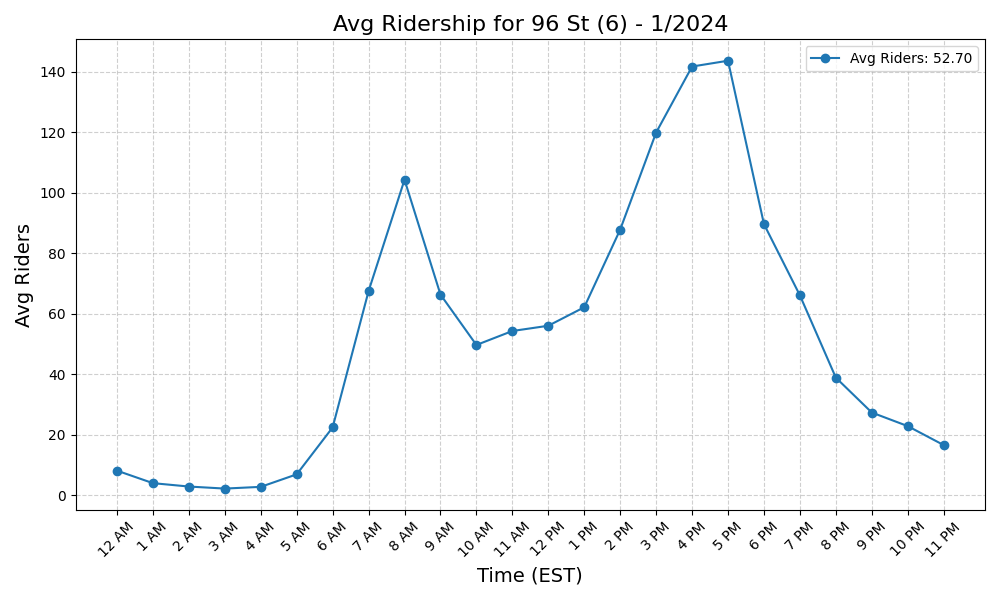 Avg Ridership for 96 St (6) - 1/2024
Avg Riders: 52.70
Avg Riders
140
120
100
80
60
40
20
0
12 AM
1 AM
2 AM
3 AM
4 AM
5 AM
6 AM
7 AM
8 AM
9 AM
10 AM
11 AM
12 PM
1 PM
2 PM
3 PM
4 PM
5 PM
6 PM
7 PM
8 PM
9 PM
10 PM
11 PM
Time (EST)